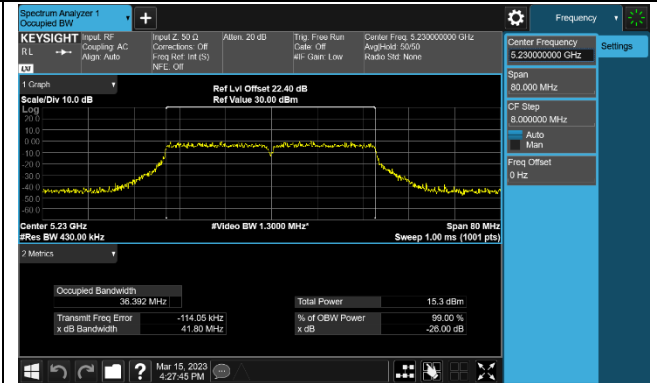 Spectrum Analyzer 1
Occupied BW
+
Frequency
KEYSIGHT
RL
LXI
Input: RF
Coupling: AC
Align: Auto
Input Z: 50 Ω
Corrections: Off
Freq Ref: Int (S)
NFE: Off
Atten: 20 dB
Trig: Free Run
Gate: Off
#IF Gain: Low
Center Freq: 5.230000000 GHz
Avg|Hold: 50/50
Radio Std: None
Center Frequency
5.230000000 GHz
Settings
Span
80.000 MHz
CF Step
8.000000 MHz
Auto
Man
Freq Offset
0 Hz
1 Graph
Scale/Div 10.0 dB
Ref Lvl Offset 22.40 dB
Ref Value 30.00 dBm
Log
20.0
10.0
0.00
-10.0
-20.0
-30.0
-40.0
-50.0
-60.0
Center 5.23 GHz
#Res BW 430.00 kHz
#Video BW 1.3000 MHz*
Span 80 MHz
Sweep 1.00 ms (1001 pts)
2 Metrics
Occupied Bandwidth
36.392 MHz
Total Power 15.3 dBm
Transmit Freq Error -114.05 kHz
% of OBW Power 99.00 %
x dB Bandwidth 41.80 MHz
x dB -26.00 dB
?
Mar 15, 2023
4:27:45 PM